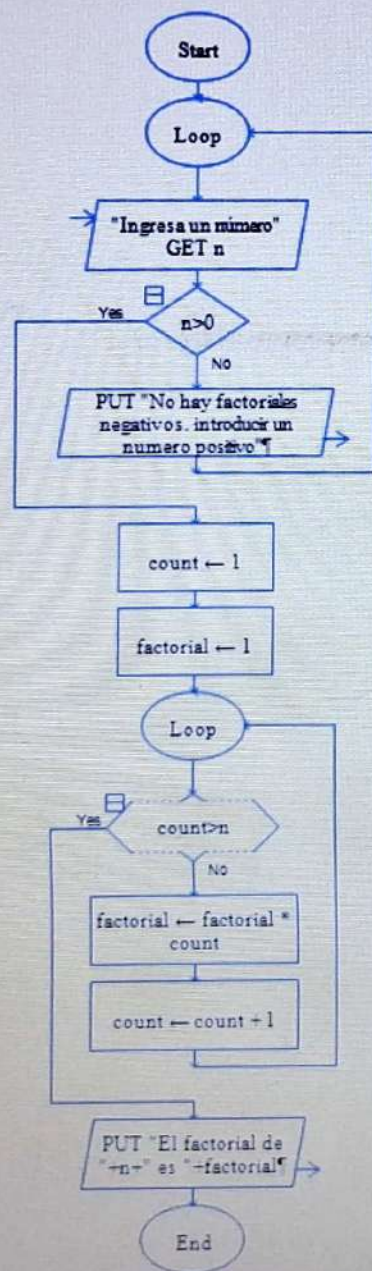 Start
Loop
"Ingresa un número"
GET n
n>0
Yes
No
PUT "No hay factoriales
negativos, introducir un
numero positivo"¶
count ← 1
factorial ← 1
Loop
count>n
Yes
No
factorial ← factorial *
count
count ← count + 1
PUT "El factorial de
"+n+" es "+factorial¶
End